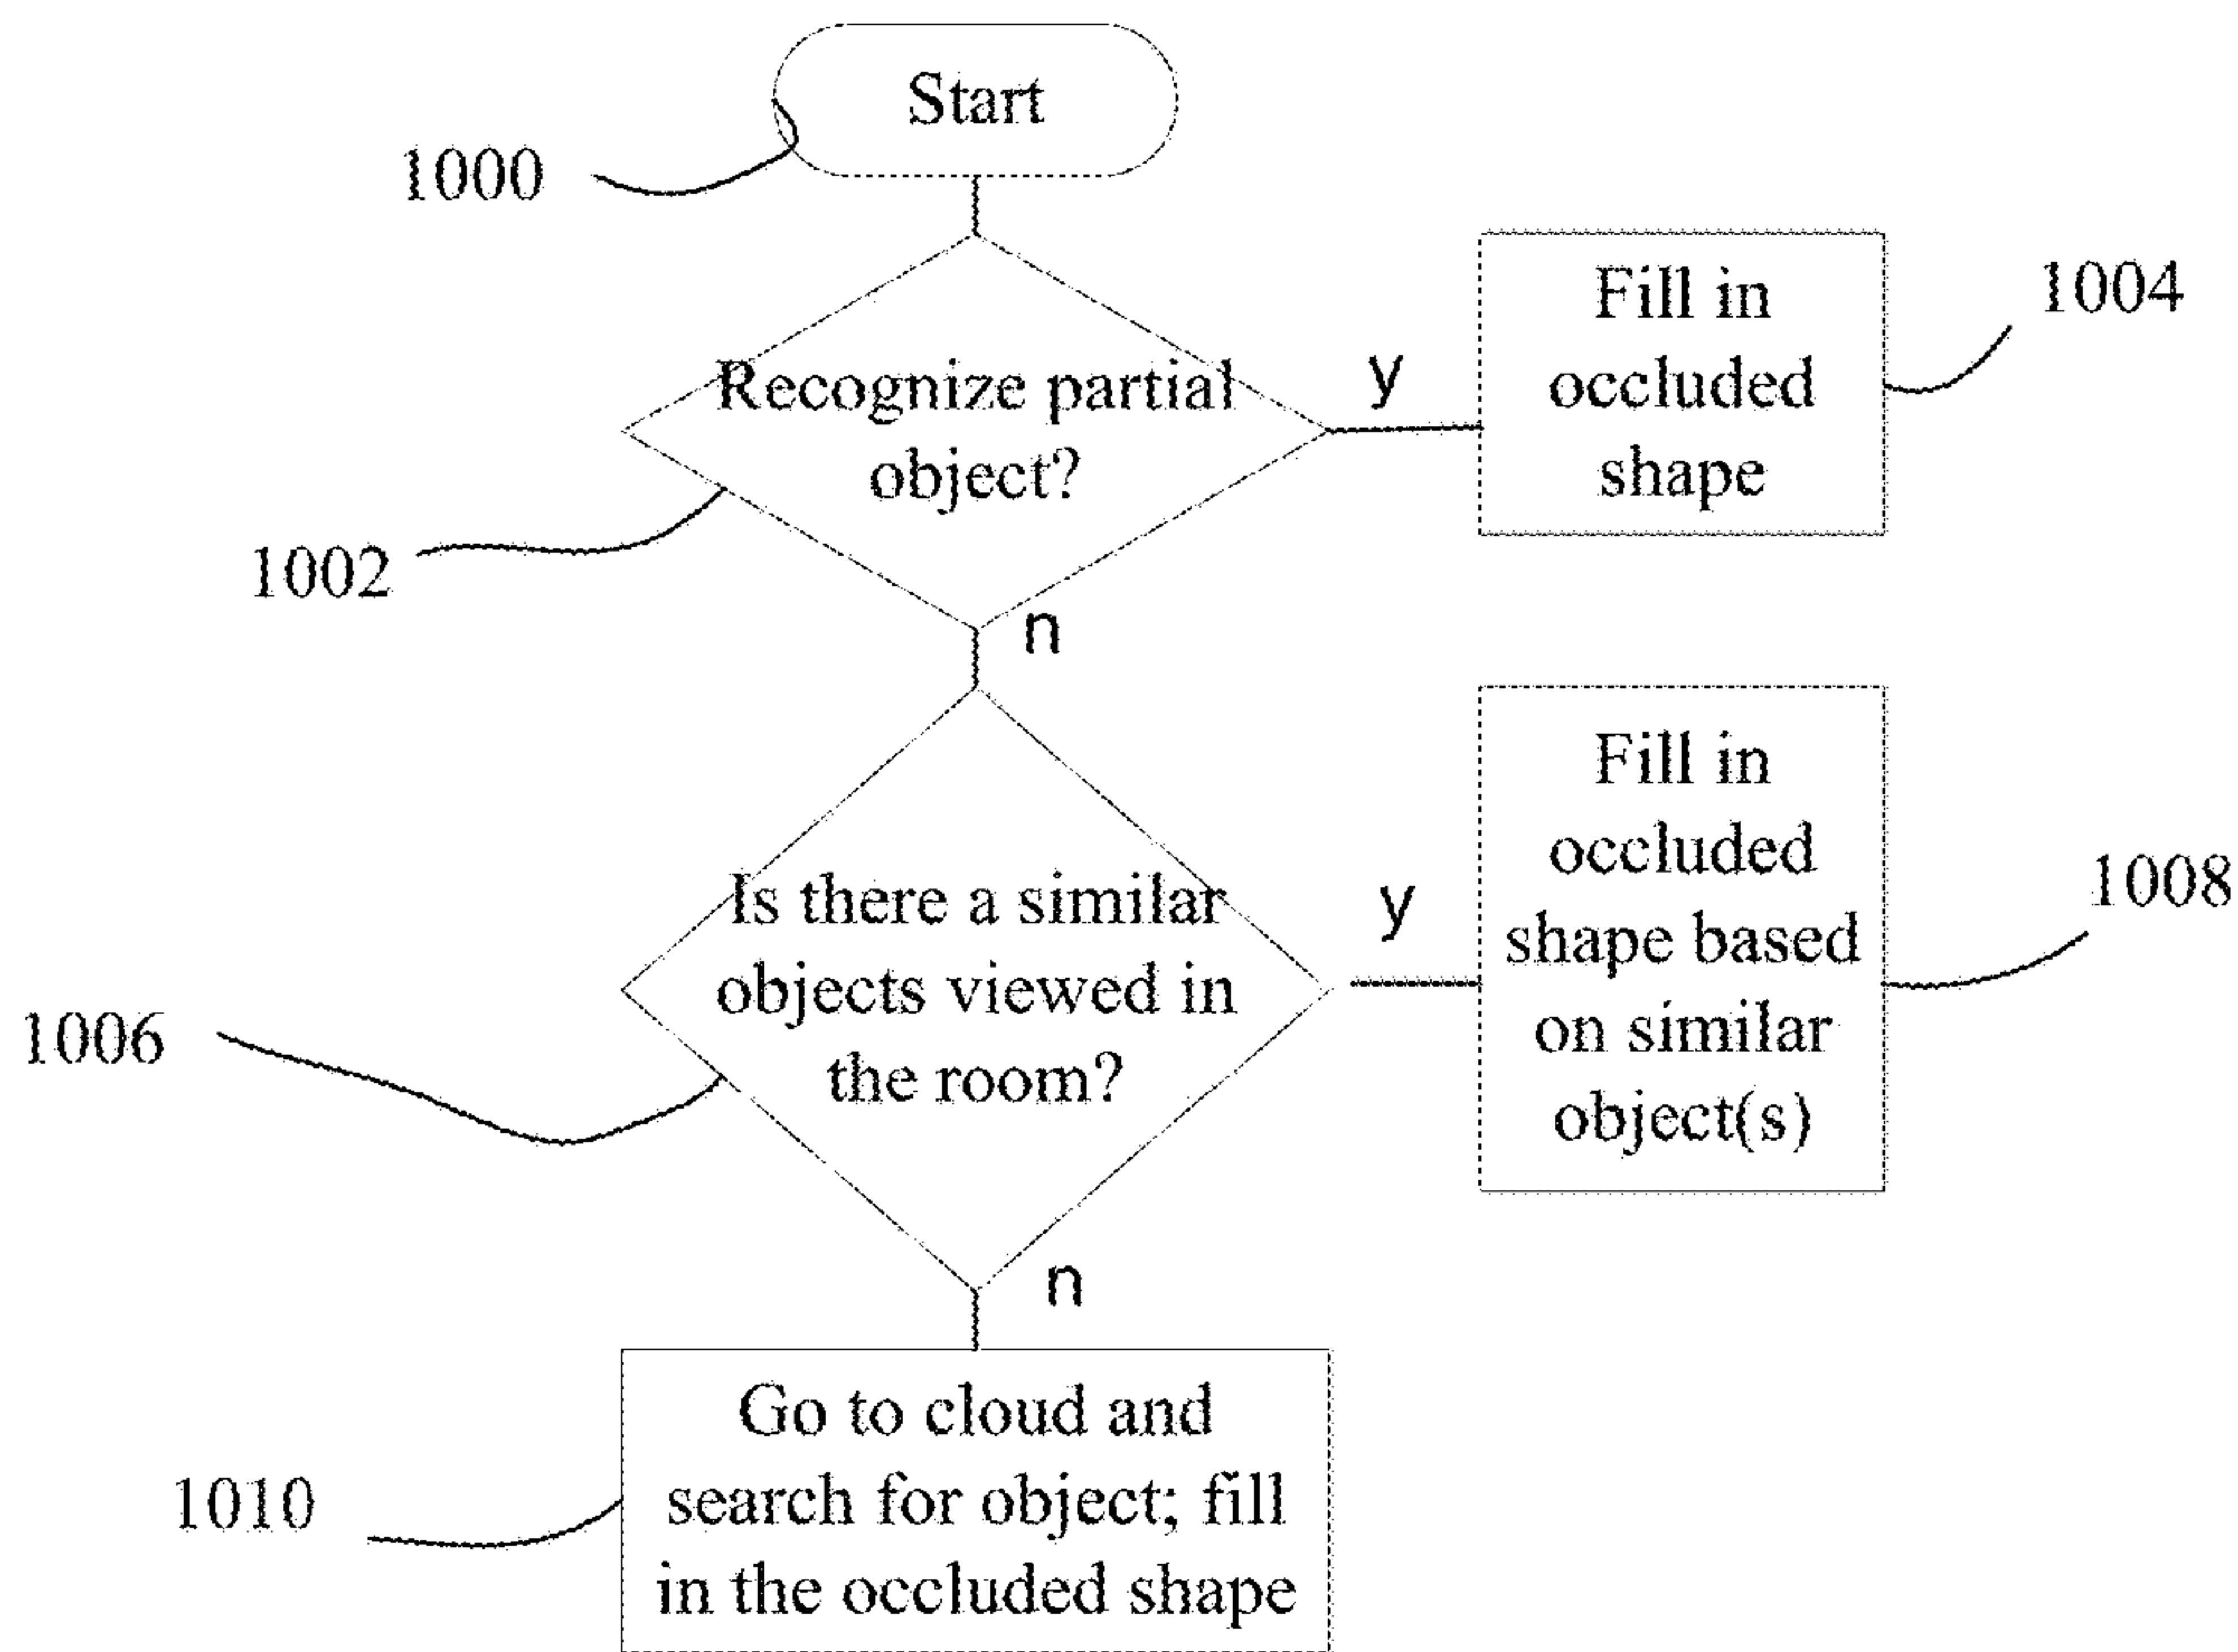 Start
1000
Recognize partial
object?
1002
y
Fill in
occluded
shape
1004
n
Is there a similar
objects viewed in
the room?
1006
y
Fill in
occluded
shape based
on similar
object(s)
1008
n
Go to cloud and
search for object; fill
in the occluded shape
1010